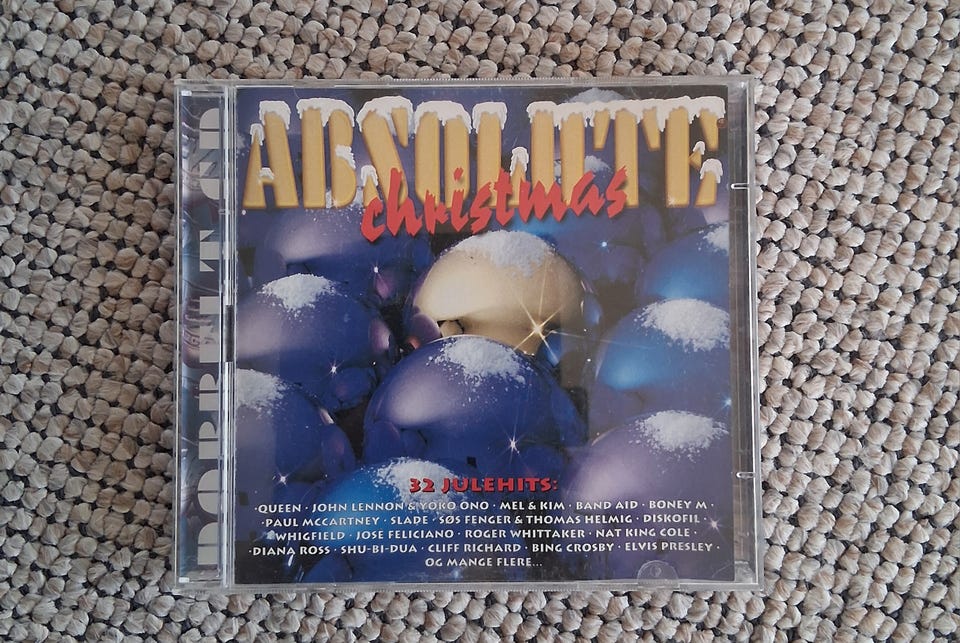 ABSOLUTE
christmas
DOBBELT CD
32 JULEHITS:
·QUEEN · JOHN LENNON & YOKO ONO · MEL & KIM · BAND AID · BONEY M ·
·PAUL MCCARTNEY · SLADE · SØS FENGER & THOMAS HELMIG · DISKOFIL ·
·WHIGFIELD · JOSE FELICIANO · ROGER WHITTAKER · NAT KING COLE ·
·DIANA ROSS · SHU-BI-DUA · CLIFF RICHARD · BING CROSBY · ELVIS PRESLEY ·
OG MANGE FLERE...